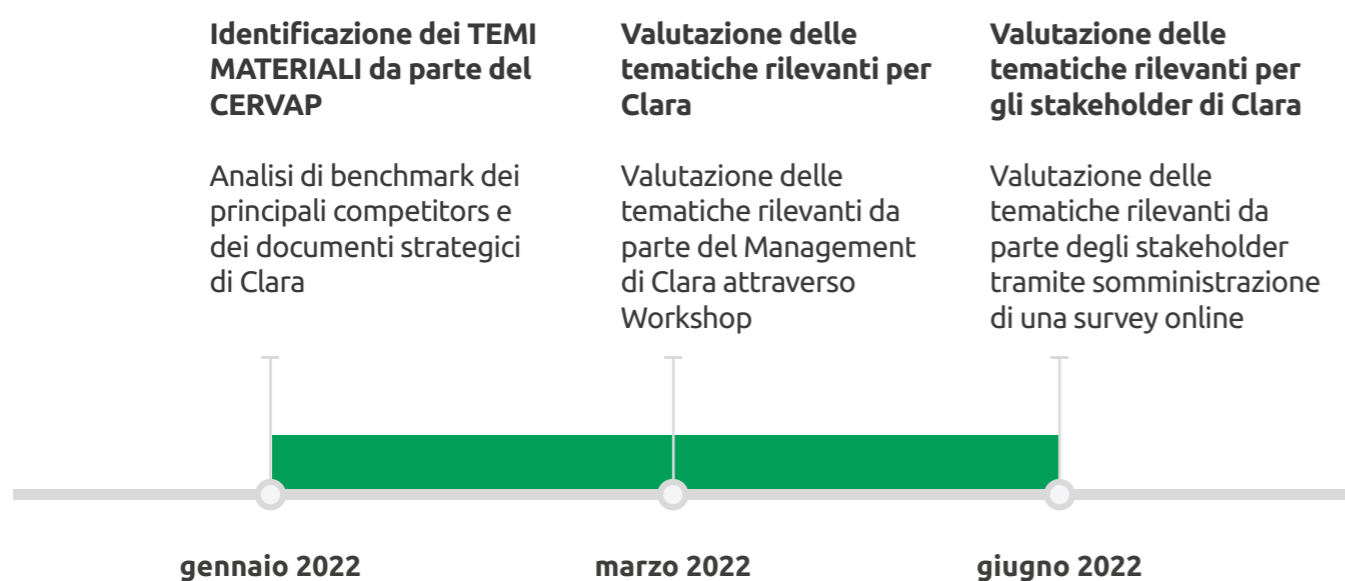 Identificazione dei TEMI
MATERIALI da parte del
CERVAP
Analisi di benchmark dei
principali competitors e
dei documenti strategici
di Clara
Valutazione delle
tematiche rilevanti per
Clara
Valutazione delle
tematiche rilevanti da
parte del Management
di Clara attraverso
Workshop
Valutazione delle
tematiche rilevanti per
gli stakeholder di Clara
Valutazione delle
tematiche rilevanti da
parte degli stakeholder
tramite somministrazione
di una survey online
gennaio 2022
marzo 2022
giugno 2022